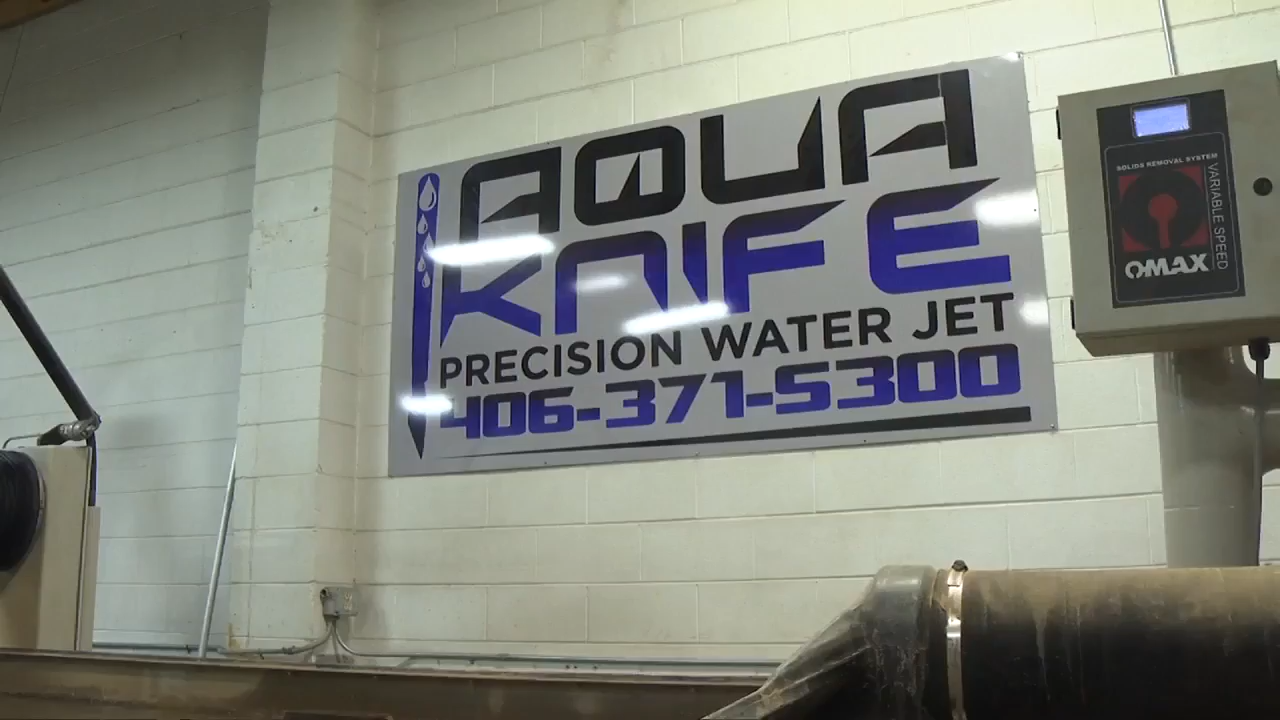 AQUA
KNIFE
PRECISION WATER JET
406-371-5300
SOLIDS REMOVAL SYSTEM
VARIABLE SPEED
OMAX